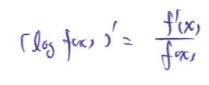 (log f(x))' = f'(x)/f(x)